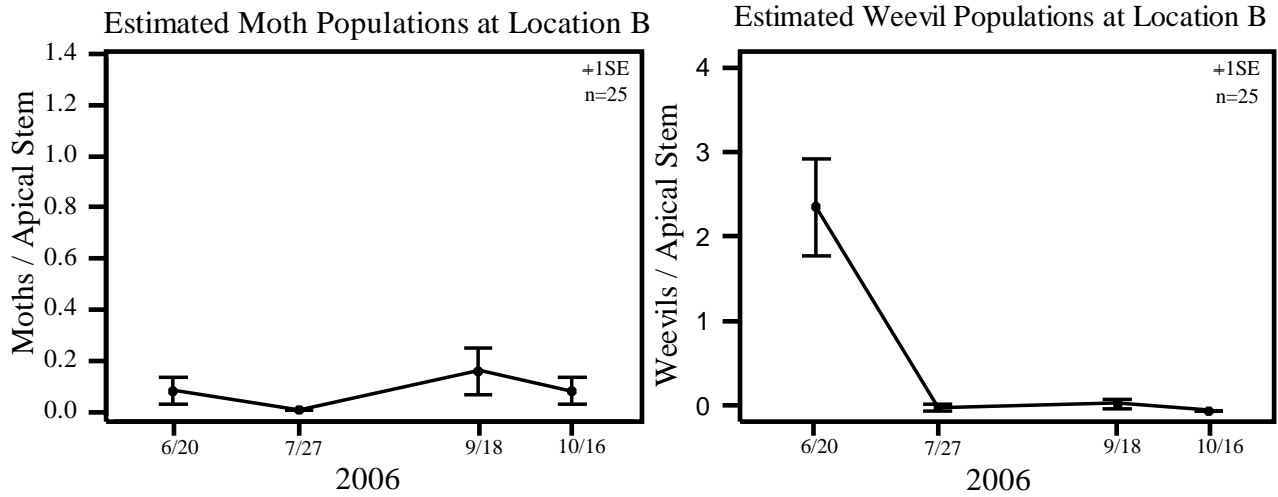 Estimated Moth Populations at Location B
+1SE
n=25
Moths / Apical Stem
1.4
1.2
1.0
0.8
0.6
0.4
0.2
0.0
6/20
7/27
9/18
10/16
2006
Estimated Weevil Populations at Location B
+1SE
n=25
Weevils / Apical Stem
4
3
2
1
0
6/20
7/27
9/18
10/16
2006